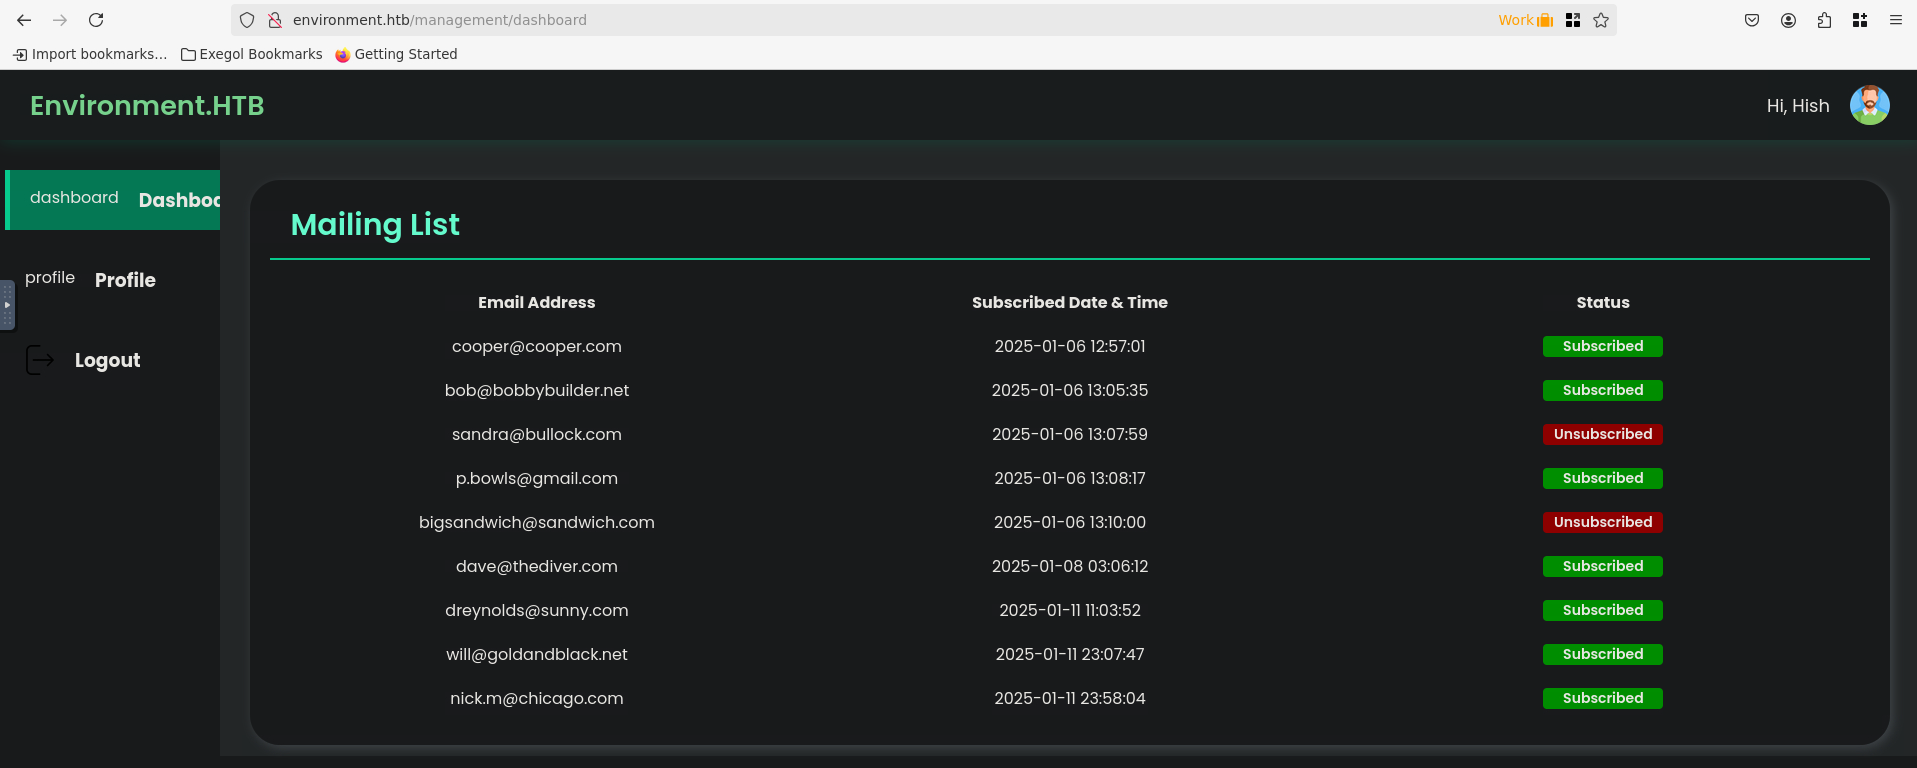 environment.htb/management/dashboard Work
Import bookmarks... Exegol Bookmarks Getting Started
Environment.HTB Hi, Hish
dashboard Dashboa
profile Profile
Logout
Mailing List
Email Address Subscribed Date & Time Status
cooper@cooper.com 2025-01-06 12:57:01 Subscribed
bob@bobbybuilder.net 2025-01-06 13:05:35 Subscribed
sandra@bullock.com 2025-01-06 13:07:59 Unsubscribed
p.bowls@gmail.com 2025-01-06 13:08:17 Subscribed
bigsandwich@sandwich.com 2025-01-06 13:10:00 Unsubscribed
dave@thediver.com 2025-01-08 03:06:12 Subscribed
dreynolds@sunny.com 2025-01-11 11:03:52 Subscribed
will@goldandblack.net 2025-01-11 23:07:47 Subscribed
nick.m@chicago.com 2025-01-11 23:58:04 Subscribed